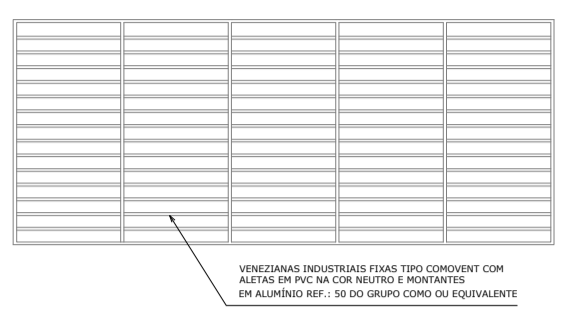 VENEZIANAS INDUSTRIAIS FIXAS TIPO COMOVENT COM
ALETAS EM PVC NA COR NEUTRO E MONTANTES
EM ALUMÍNIO REF.: 50 DO GRUPO COMO OU EQUIVALENTE